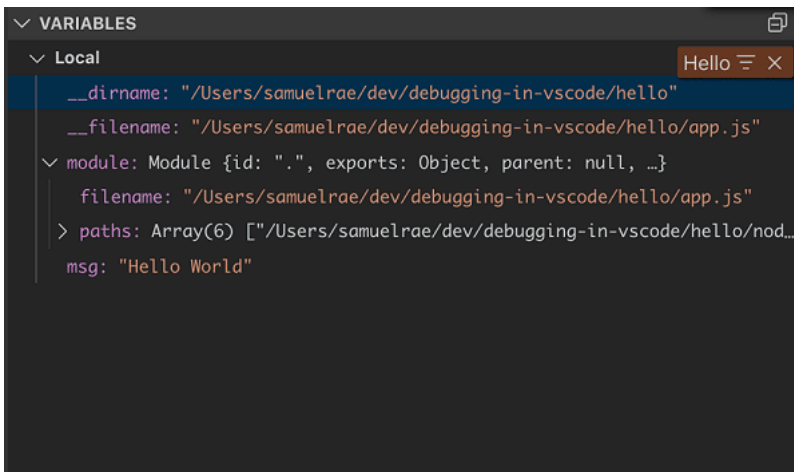 VARIABLES
Local
Hello
__dirname: "/Users/samuelrae/dev/debugging-in-vscode/hello"
__filename: "/Users/samuelrae/dev/debugging-in-vscode/hello/app.js"
module: Module {id: ".", exports: Object, parent: null, …}
filename: "/Users/samuelrae/dev/debugging-in-vscode/hello/app.js"
paths: Array(6) ["/Users/samuelrae/dev/debugging-in-vscode/hello/nod…
msg: "Hello World"